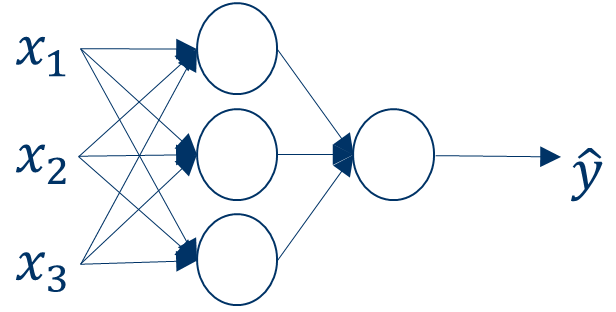 x₁
x₂
ŷ
x₃